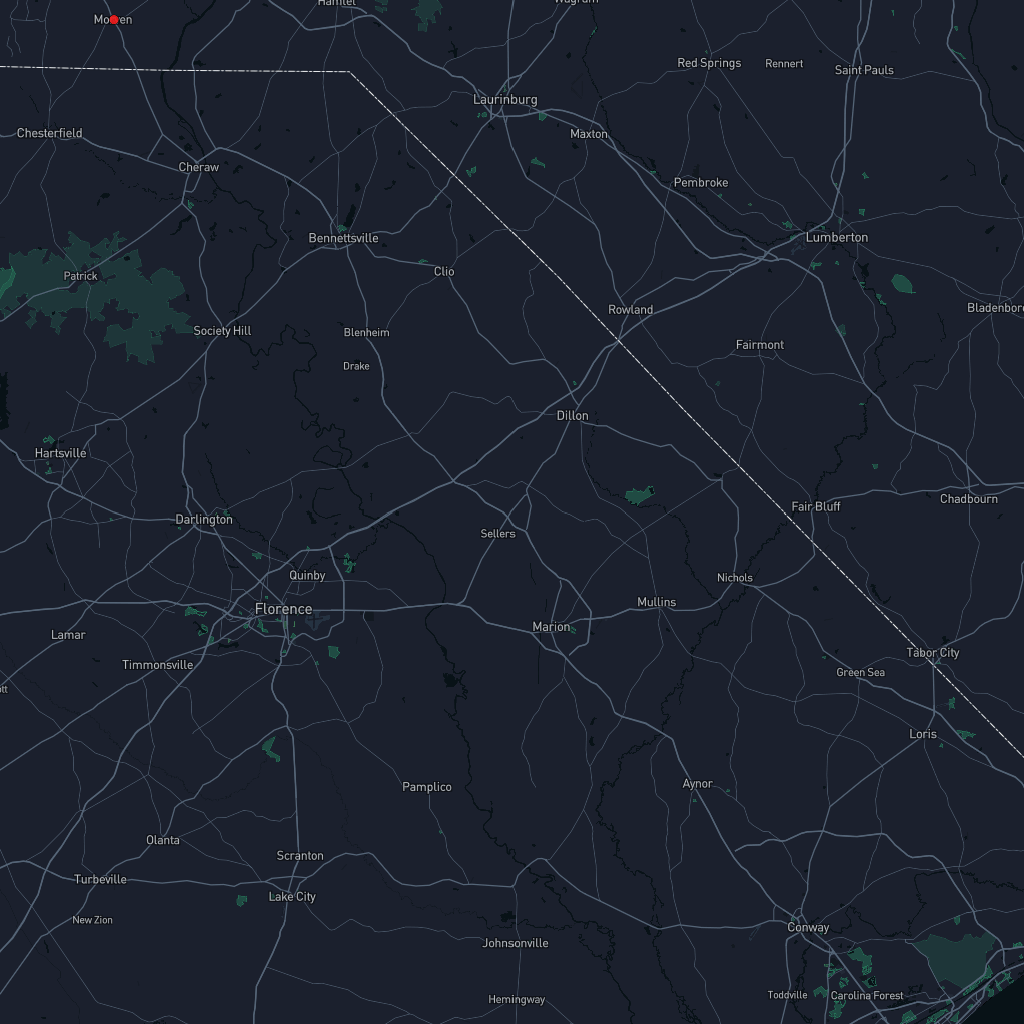 Hamlet
Wagram
Red Springs
Rennert
Saint Pauls
Laurinburg
Chesterfield
Maxton
Cheraw
Pembroke
Bennettsville
Lumberton
Patrick
Clio
Rowland
Bladenboro
Society Hill
Blenheim
Fairmont
Drake
Dillon
Hartsville
Chadbourn
Fair Bluff
Darlington
Sellers
Quinby
Nichols
Mullins
Florence
Marion
Lamar
Tabor City
Timmonsville
Green Sea
Loris
Aynor
Pamplico
Olanta
Scranton
Turbeville
Lake City
New Zion
Conway
Johnsonville
Toddville
Carolina Forest
Hemingway